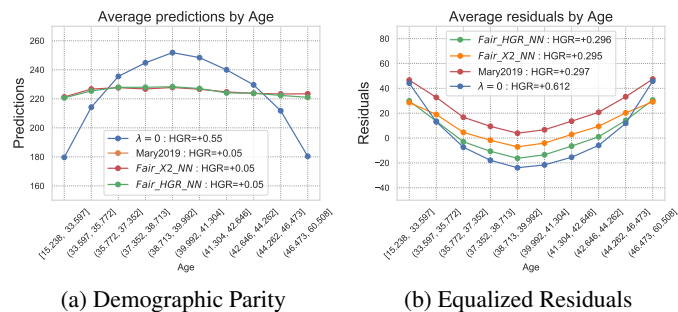 Average predictions by Age
260
240
220
200
180
160
Predictions
λ = 0 : HGR=+0.55
Mary2019 : HGR=+0.05
Fair_X2_NN : HGR=+0.05
Fair_HGR_NN : HGR=+0.05
[15.238, 33.597]
(33.597, 35.772]
(35.772, 37.352]
(37.352, 38.713]
(38.713, 39.992]
(39.992, 41.304]
(41.304, 42.646]
(42.646, 44.262]
(44.262, 46.473]
(46.473, 60.508]
Age
(a) Demographic Parity
Average residuals by Age
80
60
40
20
0
−20
−40
Residuals
Fair_HGR_NN : HGR=+0.296
Fair_X2_NN : HGR=+0.295
Mary2019 : HGR=+0.297
λ = 0 : HGR=+0.612
[15.238, 33.597]
(33.597, 35.772]
(35.772, 37.352]
(37.352, 38.713]
(38.713, 39.992]
(39.992, 41.304]
(41.304, 42.646]
(42.646, 44.262]
(44.262, 46.473]
(46.473, 60.508]
Age
(b) Equalized Residuals